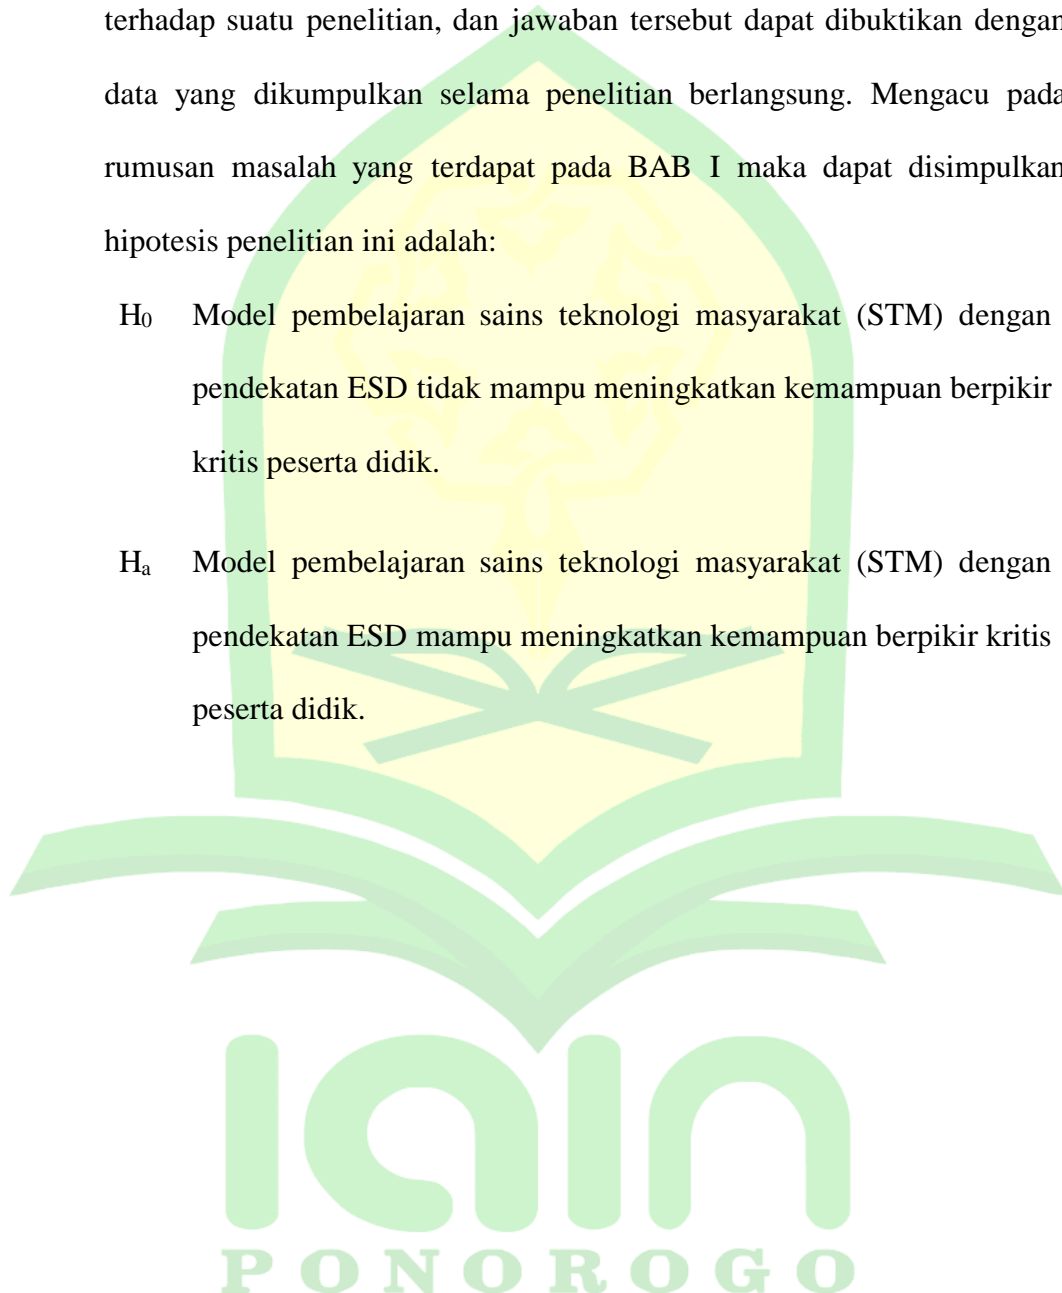 terhadap suatu penelitian, dan jawaban tersebut dapat dibuktikan dengan
data yang dikumpulkan selama penelitian berlangsung. Mengacu pada
rumusan masalah yang terdapat pada BAB I maka dapat disimpulkan
hipotesis penelitian ini adalah:
H₀ Model pembelajaran sains teknologi masyarakat (STM) dengan
pendekatan ESD tidak mampu meningkatkan kemampuan berpikir
kritis peserta didik.
Hₐ Model pembelajaran sains teknologi masyarakat (STM) dengan
pendekatan ESD mampu meningkatkan kemampuan berpikir kritis
peserta didik.
iain
PONOROGO